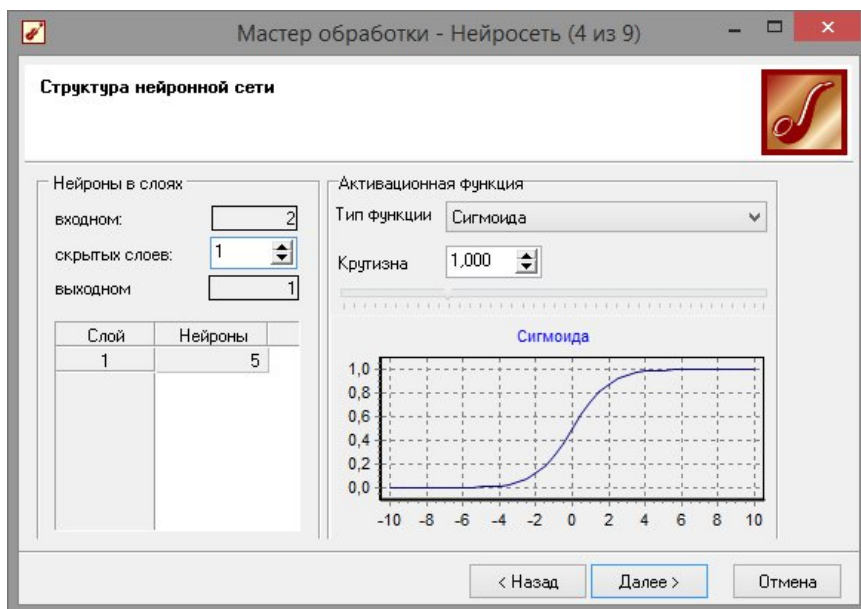 Мастер обработки - Нейросеть (4 из 9)
Структура нейронной сети
Нейроны в слоях
входном: 2
скрытых слоев: 1
выходном 1
Слой Нейроны
1 5
Активационная функция
Тип функции Сигмоида
Крутизна 1,000
Сигмоида
1,0
0,8
0,6
0,4
0,2
0,0
-10 -8 -6 -4 -2 0 2 4 6 8 10
< Назад Далее > Отмена